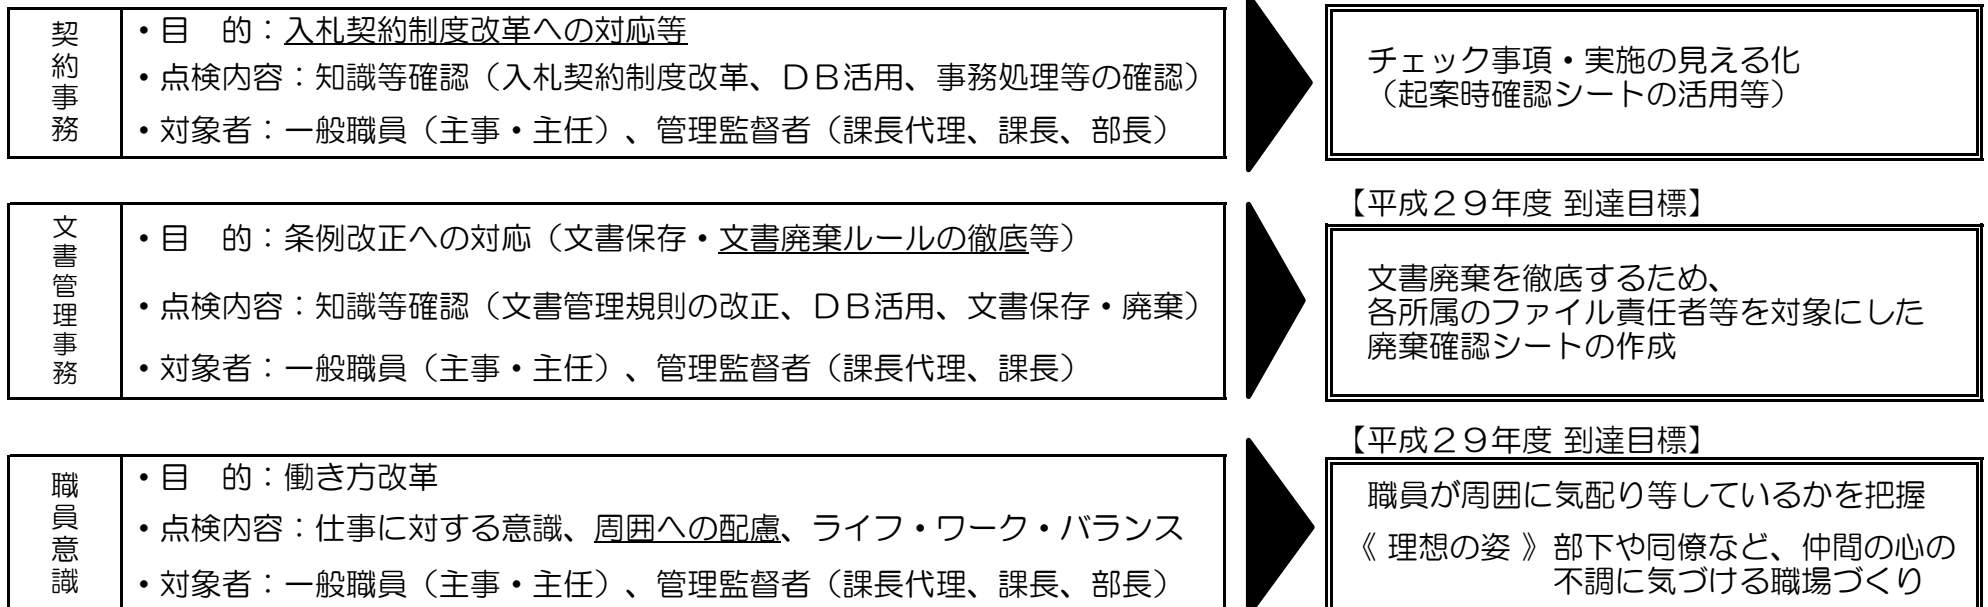 契約事務
・目　的：入札契約制度改革への対応等
・点検内容：知識等確認（入札契約制度改革、ＤＢ活用、事務処理等の確認）
・対象者：一般職員（主事・主任）、管理監督者（課長代理、課長、部長）
チェック事項・実施の見える化
（起案時確認シートの活用等）
文書管理事務
・目　的：条例改正への対応（文書保存・文書廃棄ルールの徹底等）
・点検内容：知識等確認（文書管理規則の改正、ＤＢ活用、文書保存・廃棄）
・対象者：一般職員（主事・主任）、管理監督者（課長代理、課長）
【平成２９年度 到達目標】
文書廃棄を徹底するため、
各所属のファイル責任者等を対象にした
廃棄確認シートの作成
職員意識
・目　的：働き方改革
・点検内容：仕事に対する意識、周囲への配慮、ライフ・ワーク・バランス
・対象者：一般職員（主事・主任）、管理監督者（課長代理、課長、部長）
【平成２９年度 到達目標】
職員が周囲に気配り等しているかを把握
《 理想の姿 》部下や同僚など、仲間の心の
不調に気づける職場づくり